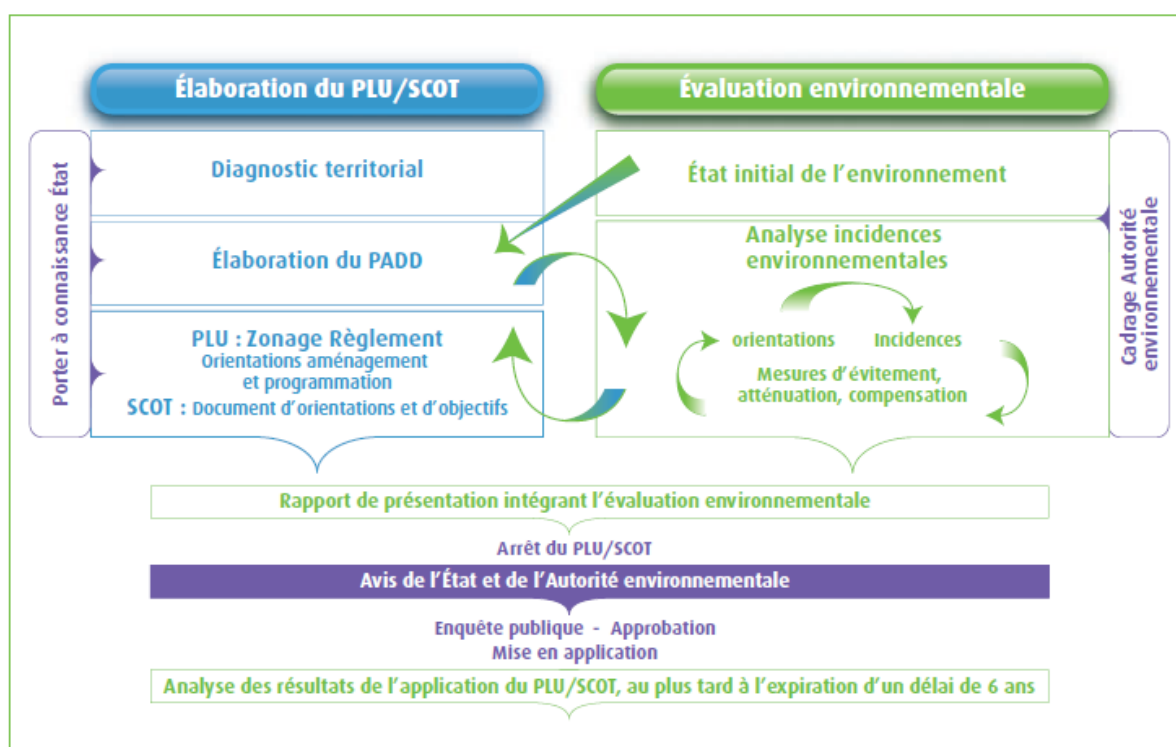 Élaboration du PLU/SCOT
Évaluation environnementale
Porter à connaissance État
Diagnostic territorial
Élaboration du PADD
PLU : Zonage Règlement
Orientations aménagement
et programmation
SCOT : Document d'orientations et d'objectifs
État initial de l'environnement
Analyse incidences
environnementales
orientations
Incidences
Mesures d'évitement,
atténuation, compensation
Cadrage Autorité
environnementale
Rapport de présentation intégrant l'évaluation environnementale
Arrêt du PLU/SCOT
Avis de l'État et de l'Autorité environnementale
Enquête publique - Approbation
Mise en application
Analyse des résultats de l'application du PLU/SCOT, au plus tard à l'expiration d'un délai de 6 ans